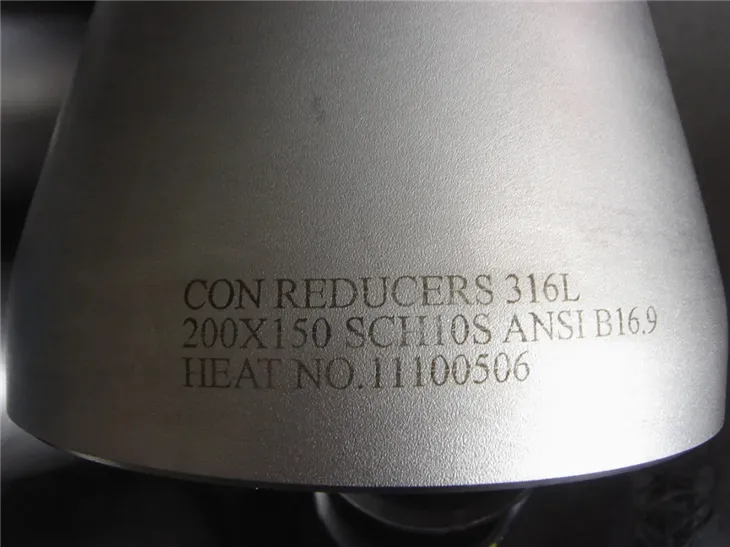 CON REDUCERS 316L
200X150 SCH10S ANSI B16.9
HEAT NO.11100506